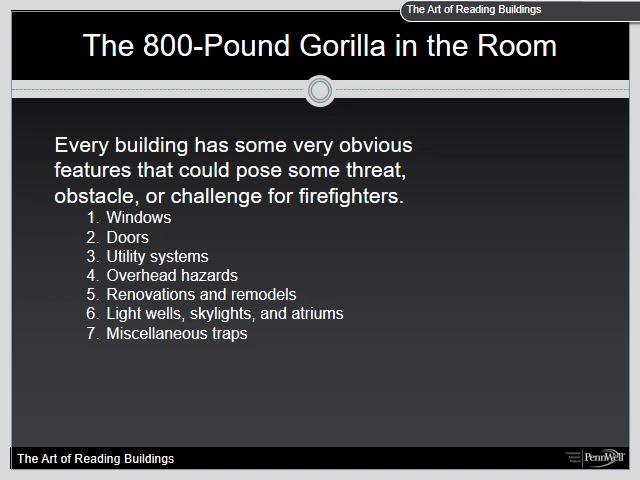 The Art of Reading Buildings
The 800-Pound Gorilla in the Room
Every building has some very obvious
features that could pose some threat,
obstacle, or challenge for firefighters.
1. Windows
2. Doors
3. Utility systems
4. Overhead hazards
5. Renovations and remodels
6. Light wells, skylights, and atriums
7. Miscellaneous traps
The Art of Reading Buildings
PennWell